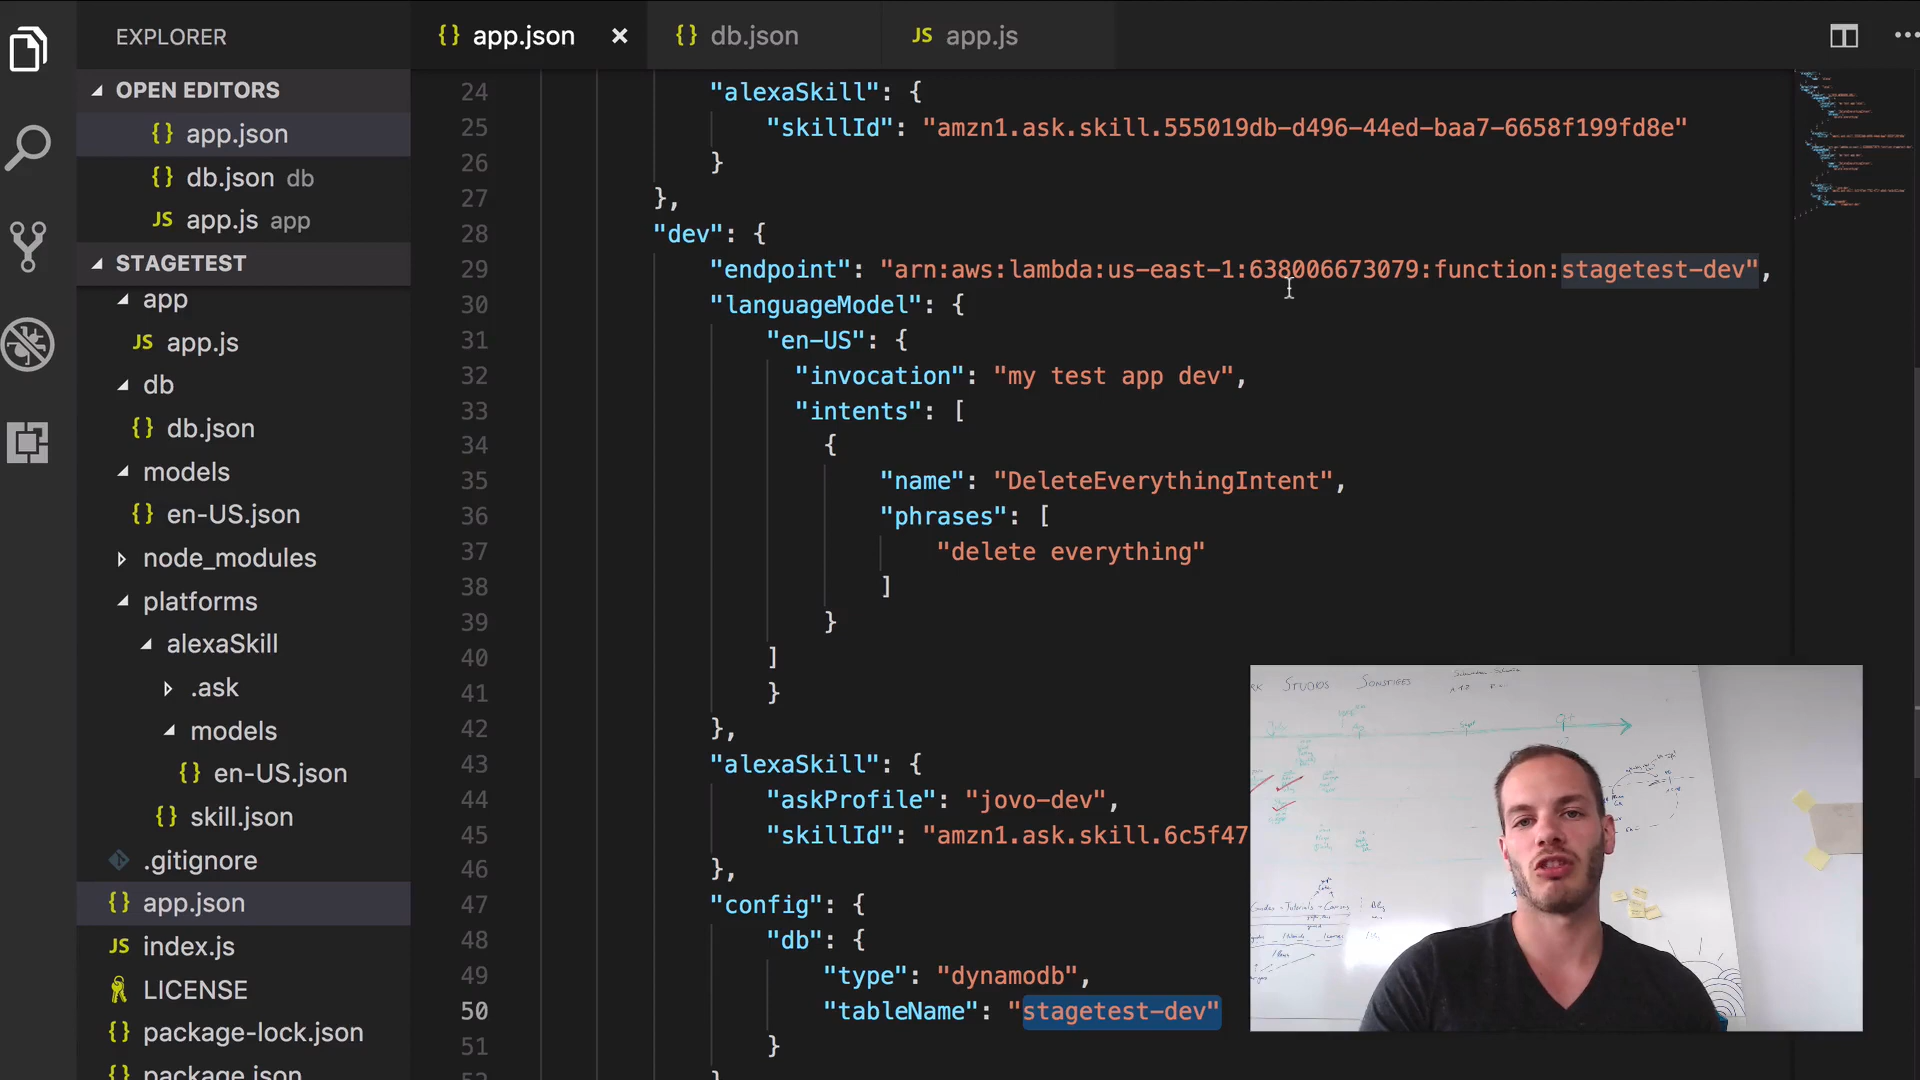 EXPLORER
OPEN EDITORS
{} app.json
{} db.json db
JS app.js app
STAGETEST
app
JS app.js
db
{} db.json
models
{} en-US.json
node_modules
platforms
alexaSkill
.ask
models
{} en-US.json
{} skill.json
.gitignore
{} app.json
JS index.js
LICENSE
{} package-lock.json
{} package.json
{} app.json ×
{} db.json
JS app.js
24 "alexaSkill": {
25 "skillId": "amzn1.ask.skill.555019db-d496-44ed-baa7-6658f199fd8e"
26 }
27 },
28 "dev": {
29 "endpoint": "arn:aws:lambda:us-east-1:638006673079:function:stagetest-dev",
30 "languageModel": {
31 "en-US": {
32 "invocation": "my test app dev",
33 "intents": [
34 {
35 "name": "DeleteEverythingIntent",
36 "phrases": [
37 "delete everything"
38 ]
39 }
40 ]
41 }
42 },
43 "alexaSkill": {
44 "askProfile": "jovo-dev",
45 "skillId": "amzn1.ask.skill.6c5f47
46 },
47 "config": {
48 "db": {
49 "type": "dynamodb",
50 "tableName": "stagetest-dev"
51 }
52 }
STUDIOS SONSTIGES